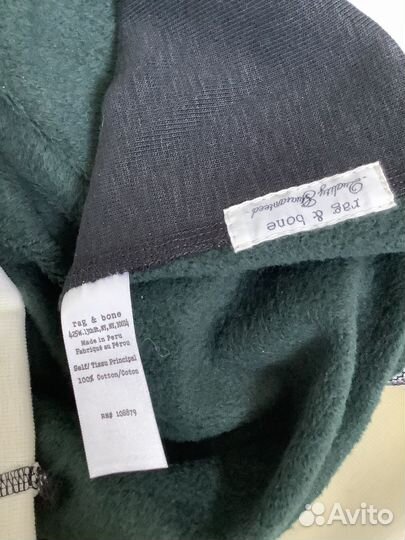 rag & bone
Quality Guaranteed
rag & bone
Made in Peru
Fabriqué au pérou
Self/Tissu Principal
100% Cotton/Coton
RN# 108879
Avito